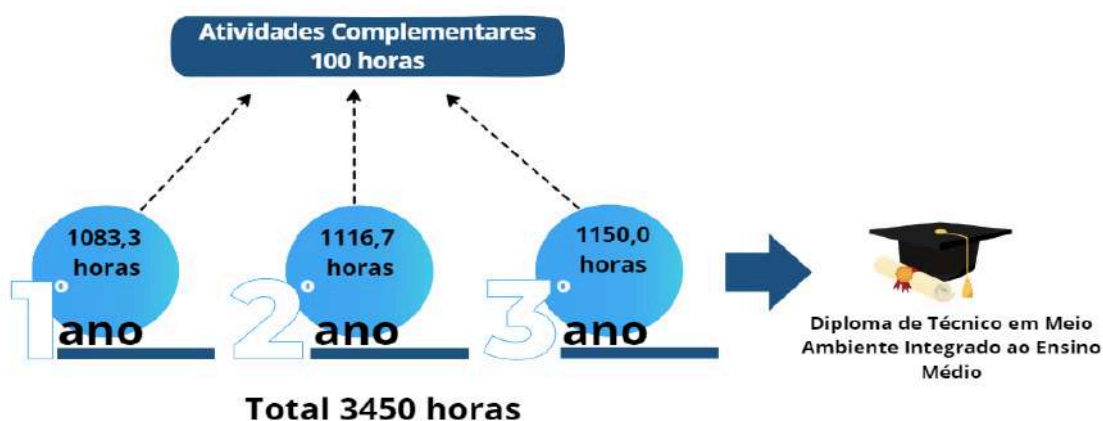 Atividades Complementares
100 horas
1083,3
horas
1º
ano
1116,7
horas
2º
ano
1150,0
horas
3º
ano
Diploma de Técnico em Meio
Ambiente Integrado ao Ensino
Médio
Total 3450 horas